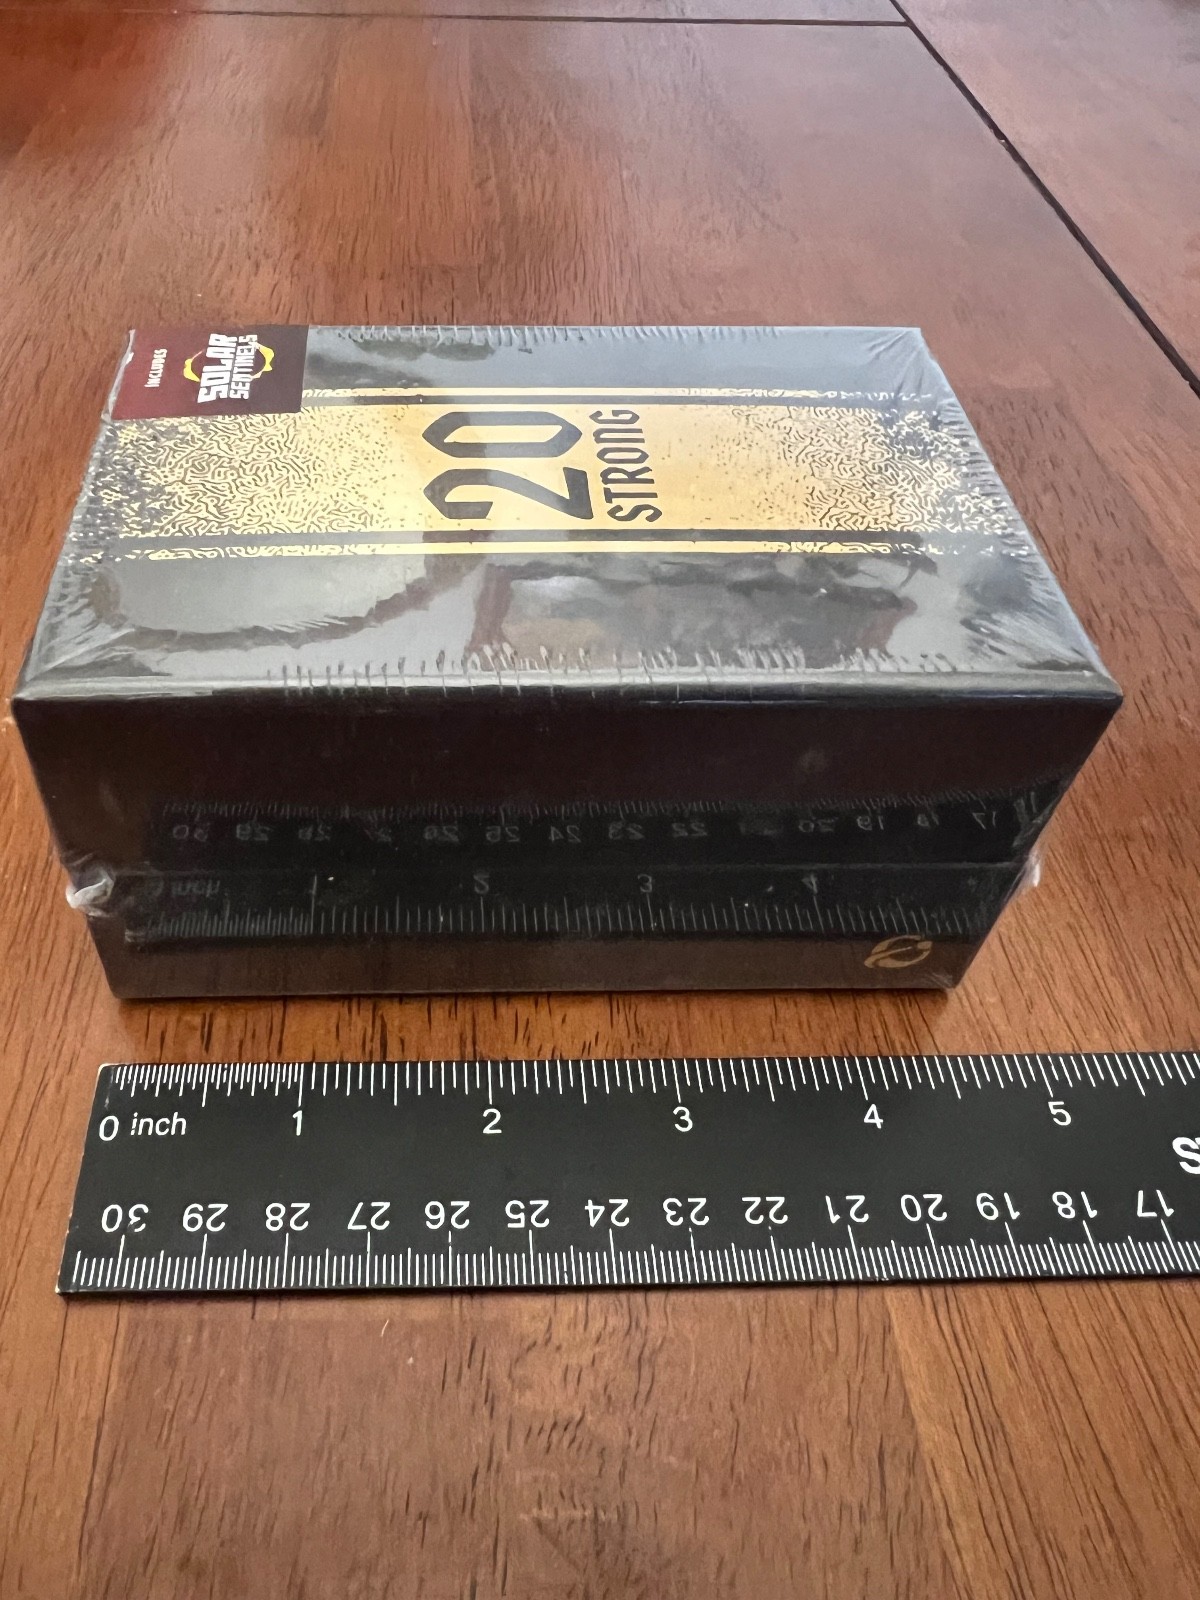 INCLUDES
SOLAR
SENTINELS
20
STRONG
0 inch 1 2 3 4 5
30 29 28 27 26 25 24 23 22 21 20 19 18 17